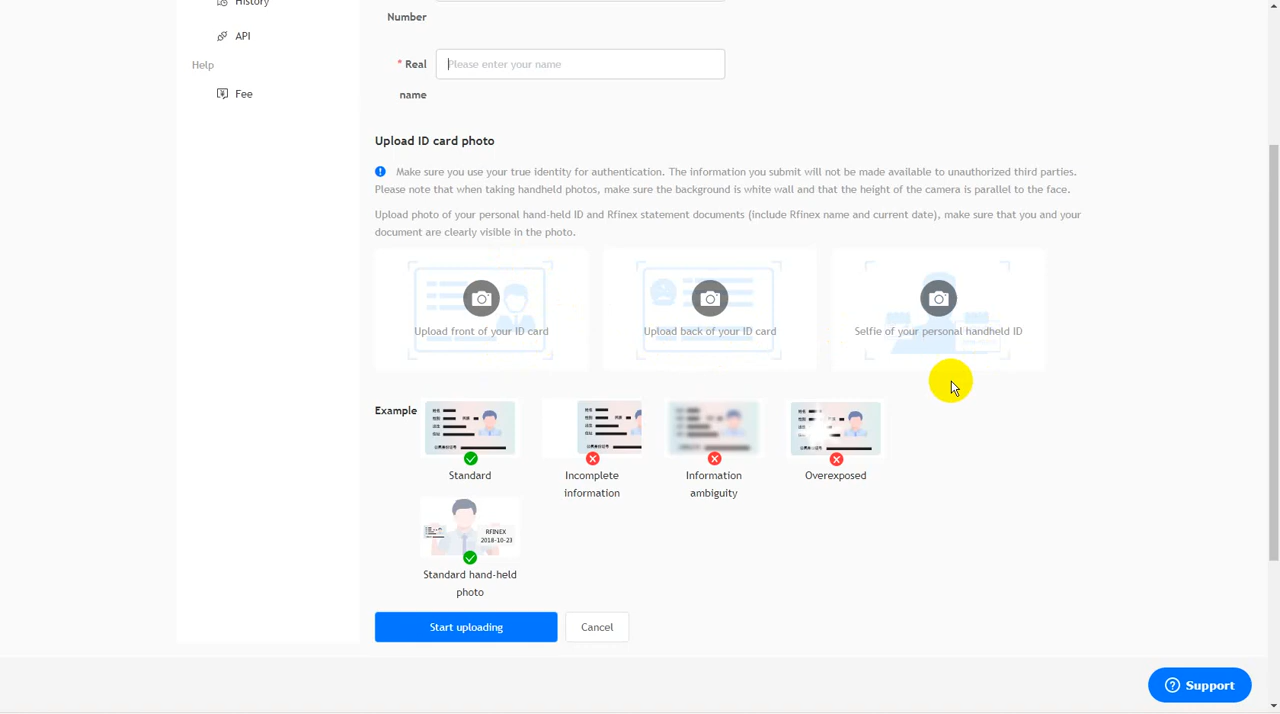 History
Number
API
Help
* Real
Please enter your name
name
Fee
Upload ID card photo
Make sure you use your true identity for authentication. The information you submit will not be made available to unauthorized third parties.
Please note that when taking handheld photos, make sure the background is white wall and that the height of the camera is parallel to the face.
Upload photo of your personal hand-held ID and Rfinex statement documents (include Rfinex name and current date), make sure that you and your
document are clearly visible in the photo.
Upload front of your ID card
Upload back of your ID card
Selfie of your personal handheld ID
Example
Standard
Incomplete
information
Information
ambiguity
Overexposed
RFINEX
2018-10-23
Standard hand-held
photo
Start uploading
Cancel
Support